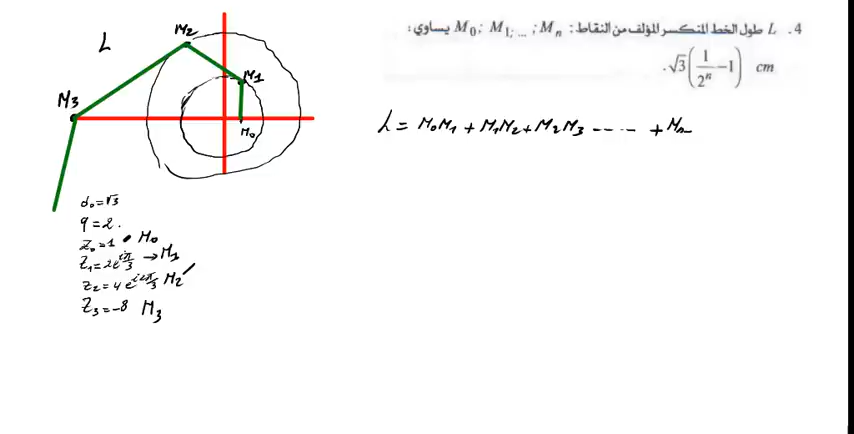 4. L طول الخط المنكسر المؤلف من النقاط: M₀; M₁; ... ; Mₙ يساوي:
.√3(1/2ⁿ −1) cm
L
M2
M1
M3
M0
L = M0M1 + M1M2 + M2M3 ------ + Mn
d0=√3
q=2.
Z0=1 • M0
Z1=2e^{iπ/3} → M1
Z2=4e^{i2π/3} M2
Z3=-8 M3